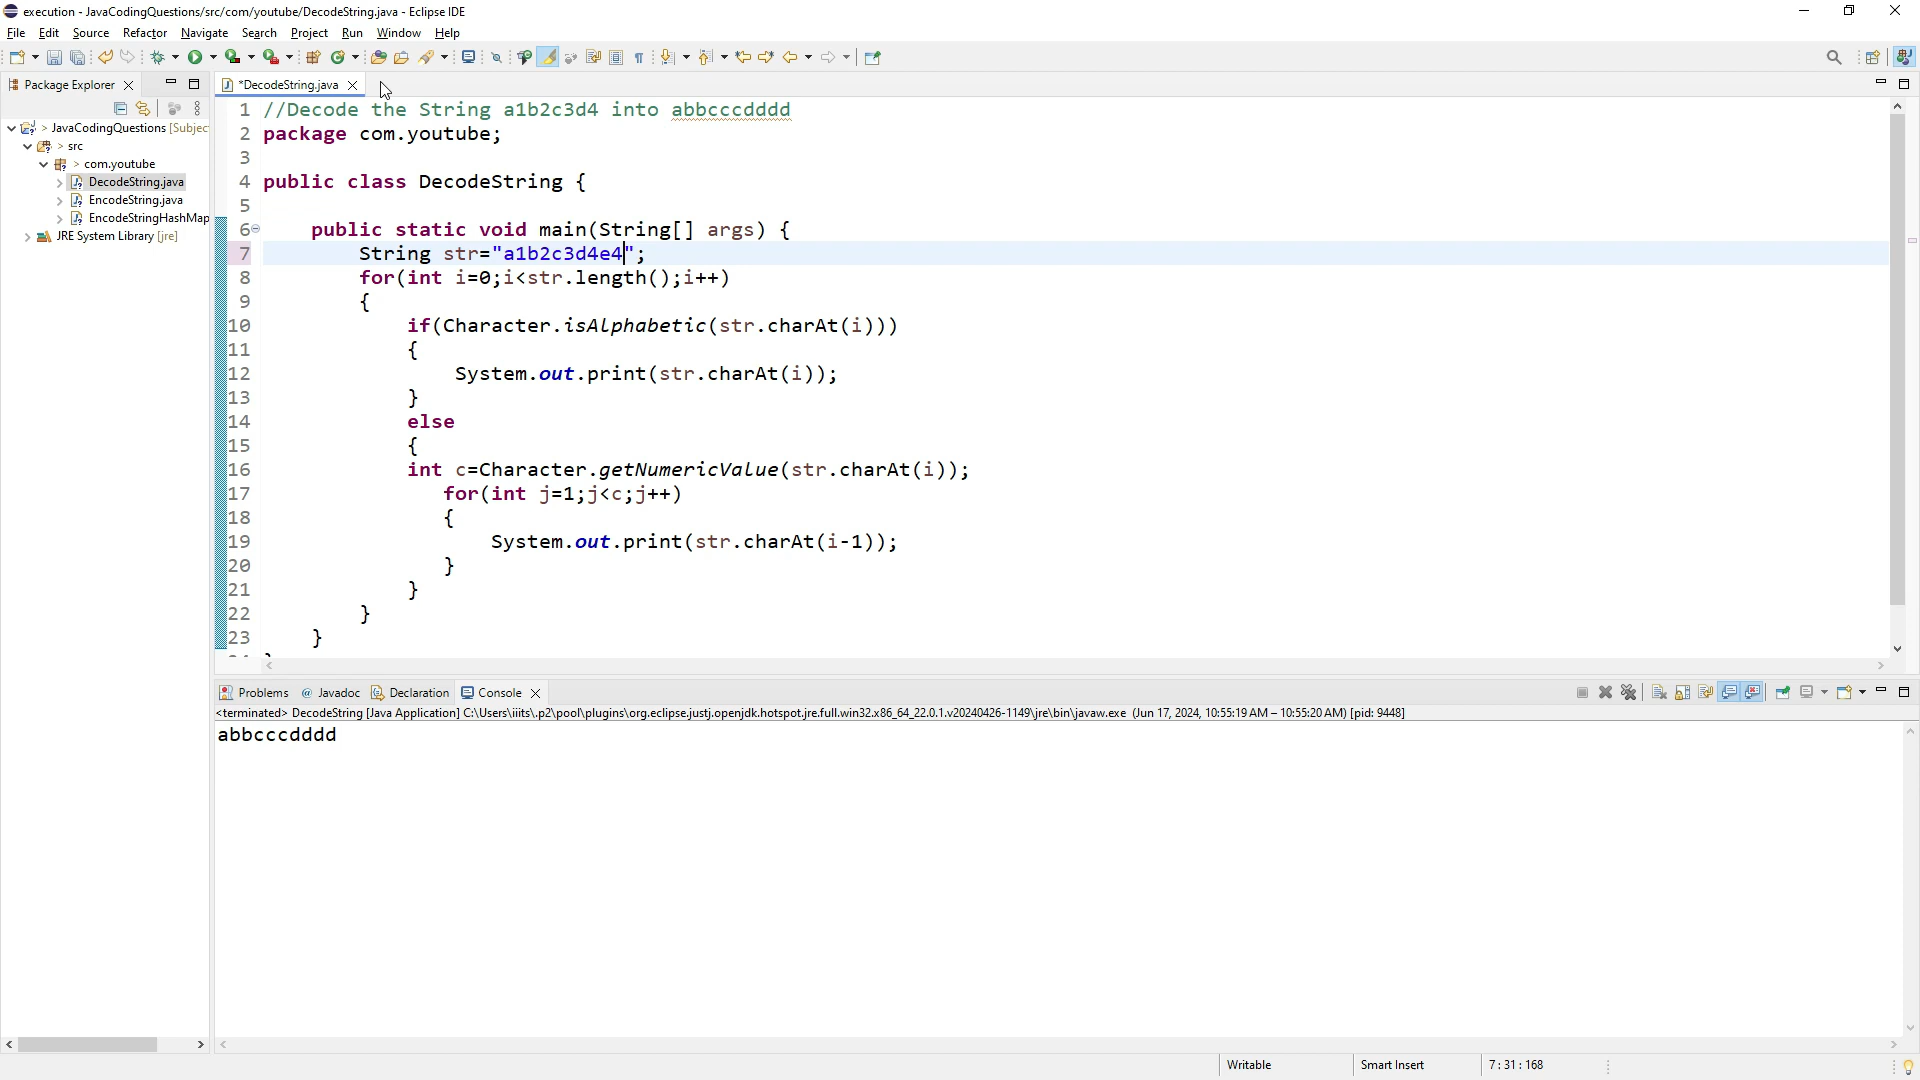 execution - JavaCodingQuestions/src/com/youtube/DecodeString.java - Eclipse IDE
File Edit Source Refactor Navigate Search Project Run Window Help
Package Explorer
*DecodeString.java
JavaCodingQuestions [Subjec
src
com.youtube
DecodeString.java
EncodeString.java
EncodeStringHashMap
JRE System Library [jre]
1 //Decode the String a1b2c3d4 into abbcccdddd
2 package com.youtube;
3
4 public class DecodeString {
5
6 public static void main(String[] args) {
7 String str="a1b2c3d4e4";
8 for(int i=0;i<str.length();i++)
9 {
10 if(Character.isAlphabetic(str.charAt(i)))
11 {
12 System.out.print(str.charAt(i));
13 }
14 else
15 {
16 int c=Character.getNumericValue(str.charAt(i));
17 for(int j=1;j<c;j++)
18 {
19 System.out.print(str.charAt(i-1));
20 }
21 }
22 }
23 }
Problems @ Javadoc Declaration Console
<terminated> DecodeString [Java Application] C:\Users\iiits\.p2\pool\plugins\org.eclipse.justj.openjdk.hotspot.jre.full.win32.x86_64_22.0.1.v20240426-1149\jre\bin\javaw.exe (Jun 17, 2024, 10:55:19 AM – 10:55:20 AM) [pid: 9448]
abbcccdddd
Writable Smart Insert 7 : 31 : 168